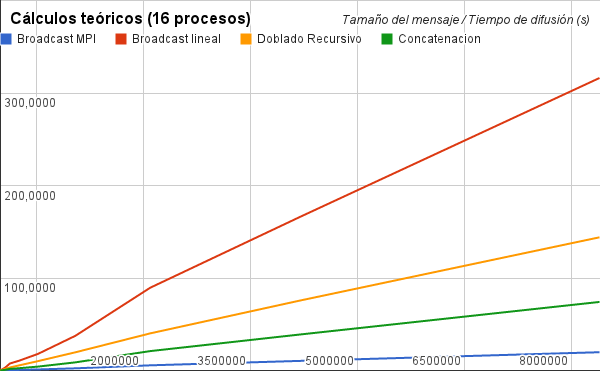 Cálculos teóricos (16 procesos)
Tamaño del mensaje / Tiempo de difusión (s)
Broadcast MPI
Broadcast lineal
Doblado Recursivo
Concatenacion
300,0000
200,0000
100,0000
2000000
3500000
5000000
6500000
8000000